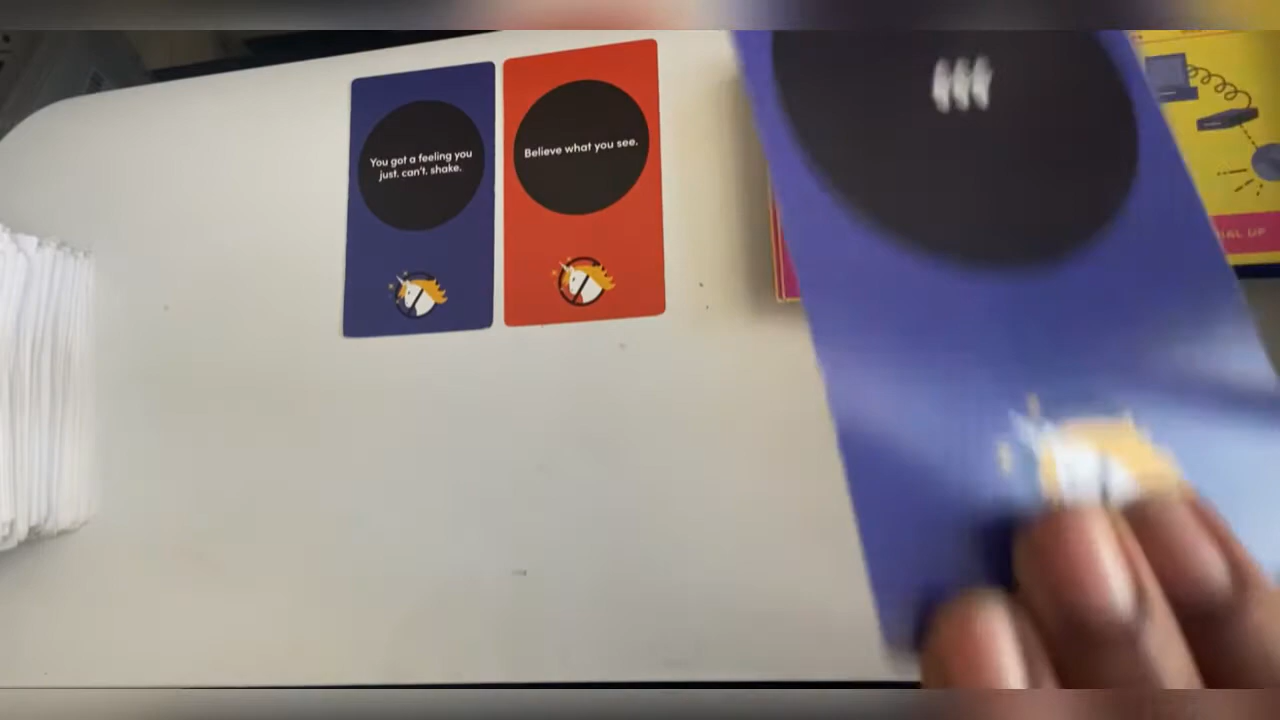 You got a feeling you
just. can't. shake.
Believe what you see.